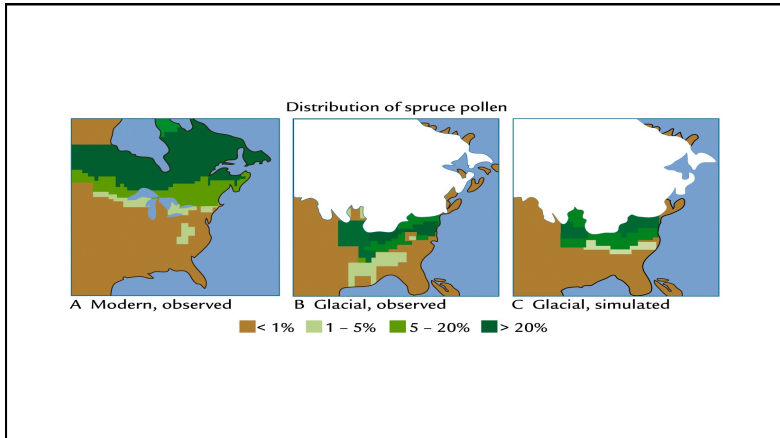 Distribution of spruce pollen
A Modern, observed
B Glacial, observed
C Glacial, simulated
< 1%
1 – 5%
5 – 20%
> 20%